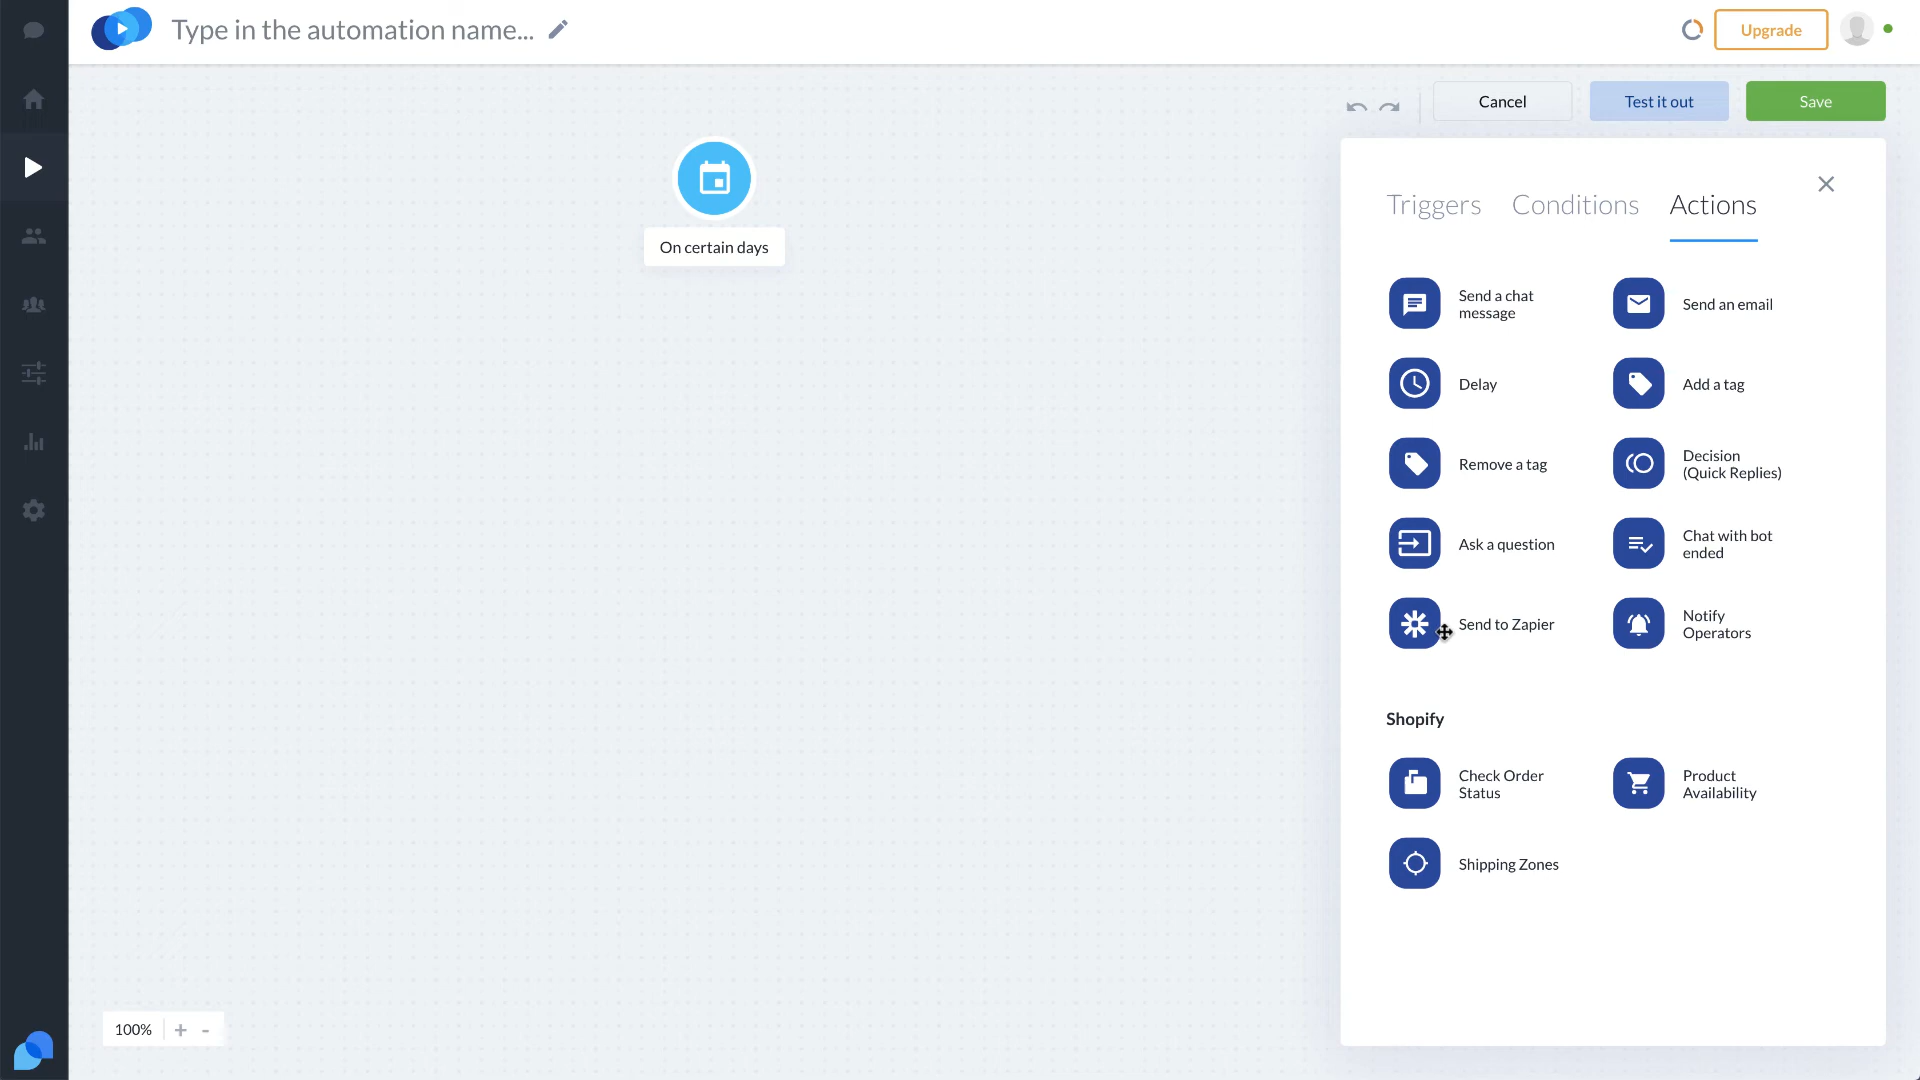 Type in the automation name...
Upgrade
Cancel
Test it out
Save
On certain days
Triggers
Conditions
Actions
Send a chat
message
Send an email
Delay
Add a tag
Remove a tag
Decision
(Quick Replies)
Ask a question
Chat with bot
ended
Send to Zapier
Notify
Operators
Shopify
Check Order
Status
Product
Availability
Shipping Zones
100% + -